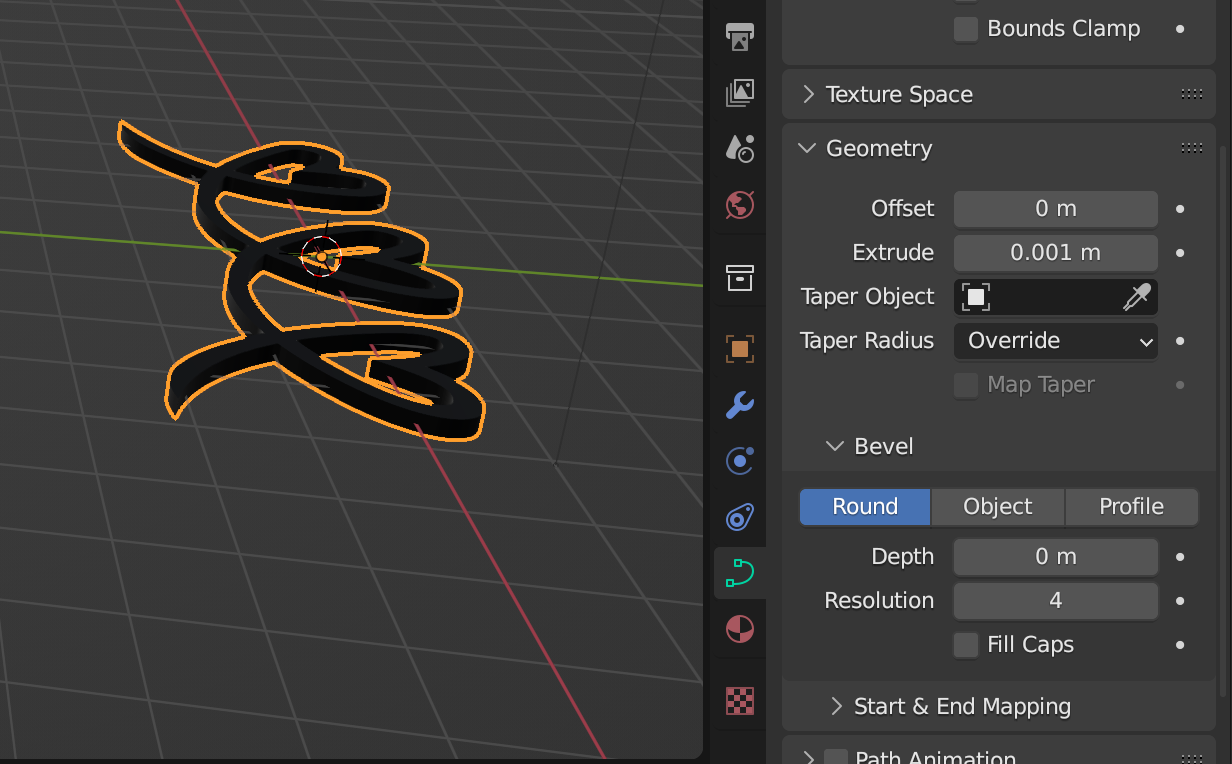 Bounds Clamp
Texture Space
Geometry
Offset 0 m
Extrude 0.001 m
Taper Object
Taper Radius Override
Map Taper
Bevel
Round Object Profile
Depth 0 m
Resolution 4
Fill Caps
Start & End Mapping
Path Animation